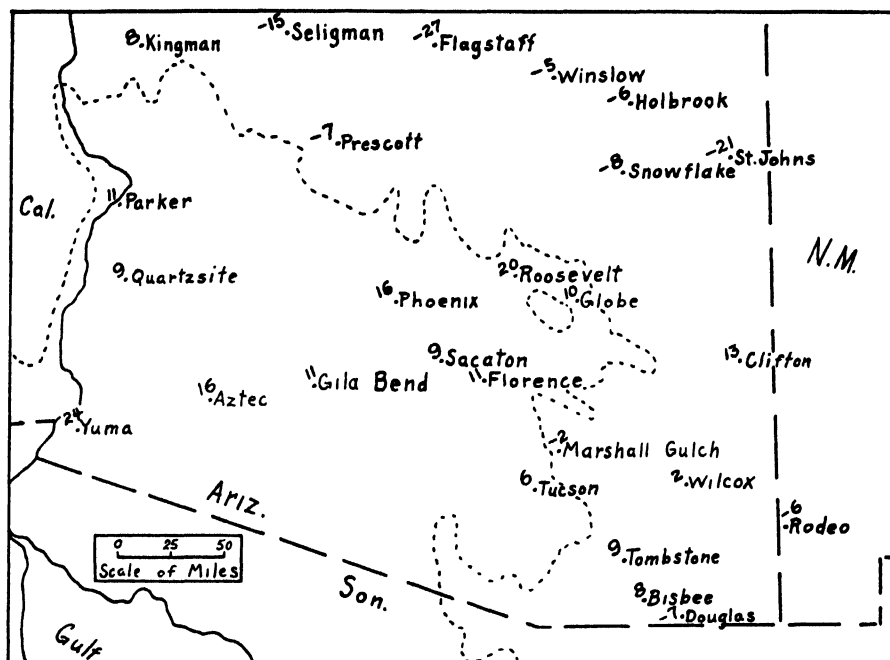 8 Kingman
-15 Seligman
-27 Flagstaff
-5 Winslow
-6 Holbrook
-7 Prescott
-8 Snowflake
-21 St. Johns
Cal.
11 Parker
N.M.
9 Quartzsite
20 Roosevelt
16 Phoenix
10 Globe
9 Sacaton
13 Clifton
16 Aztec
11 Gila Bend
11 Florence
24 Yuma
-2 Marshall Gulch
6 Tucson
2 Wilcox
Ariz.
-6 Rodeo
0 25 50
Scale of Miles
9 Tombstone
Son.
8 Bisbee
-7 Douglas
Gulf